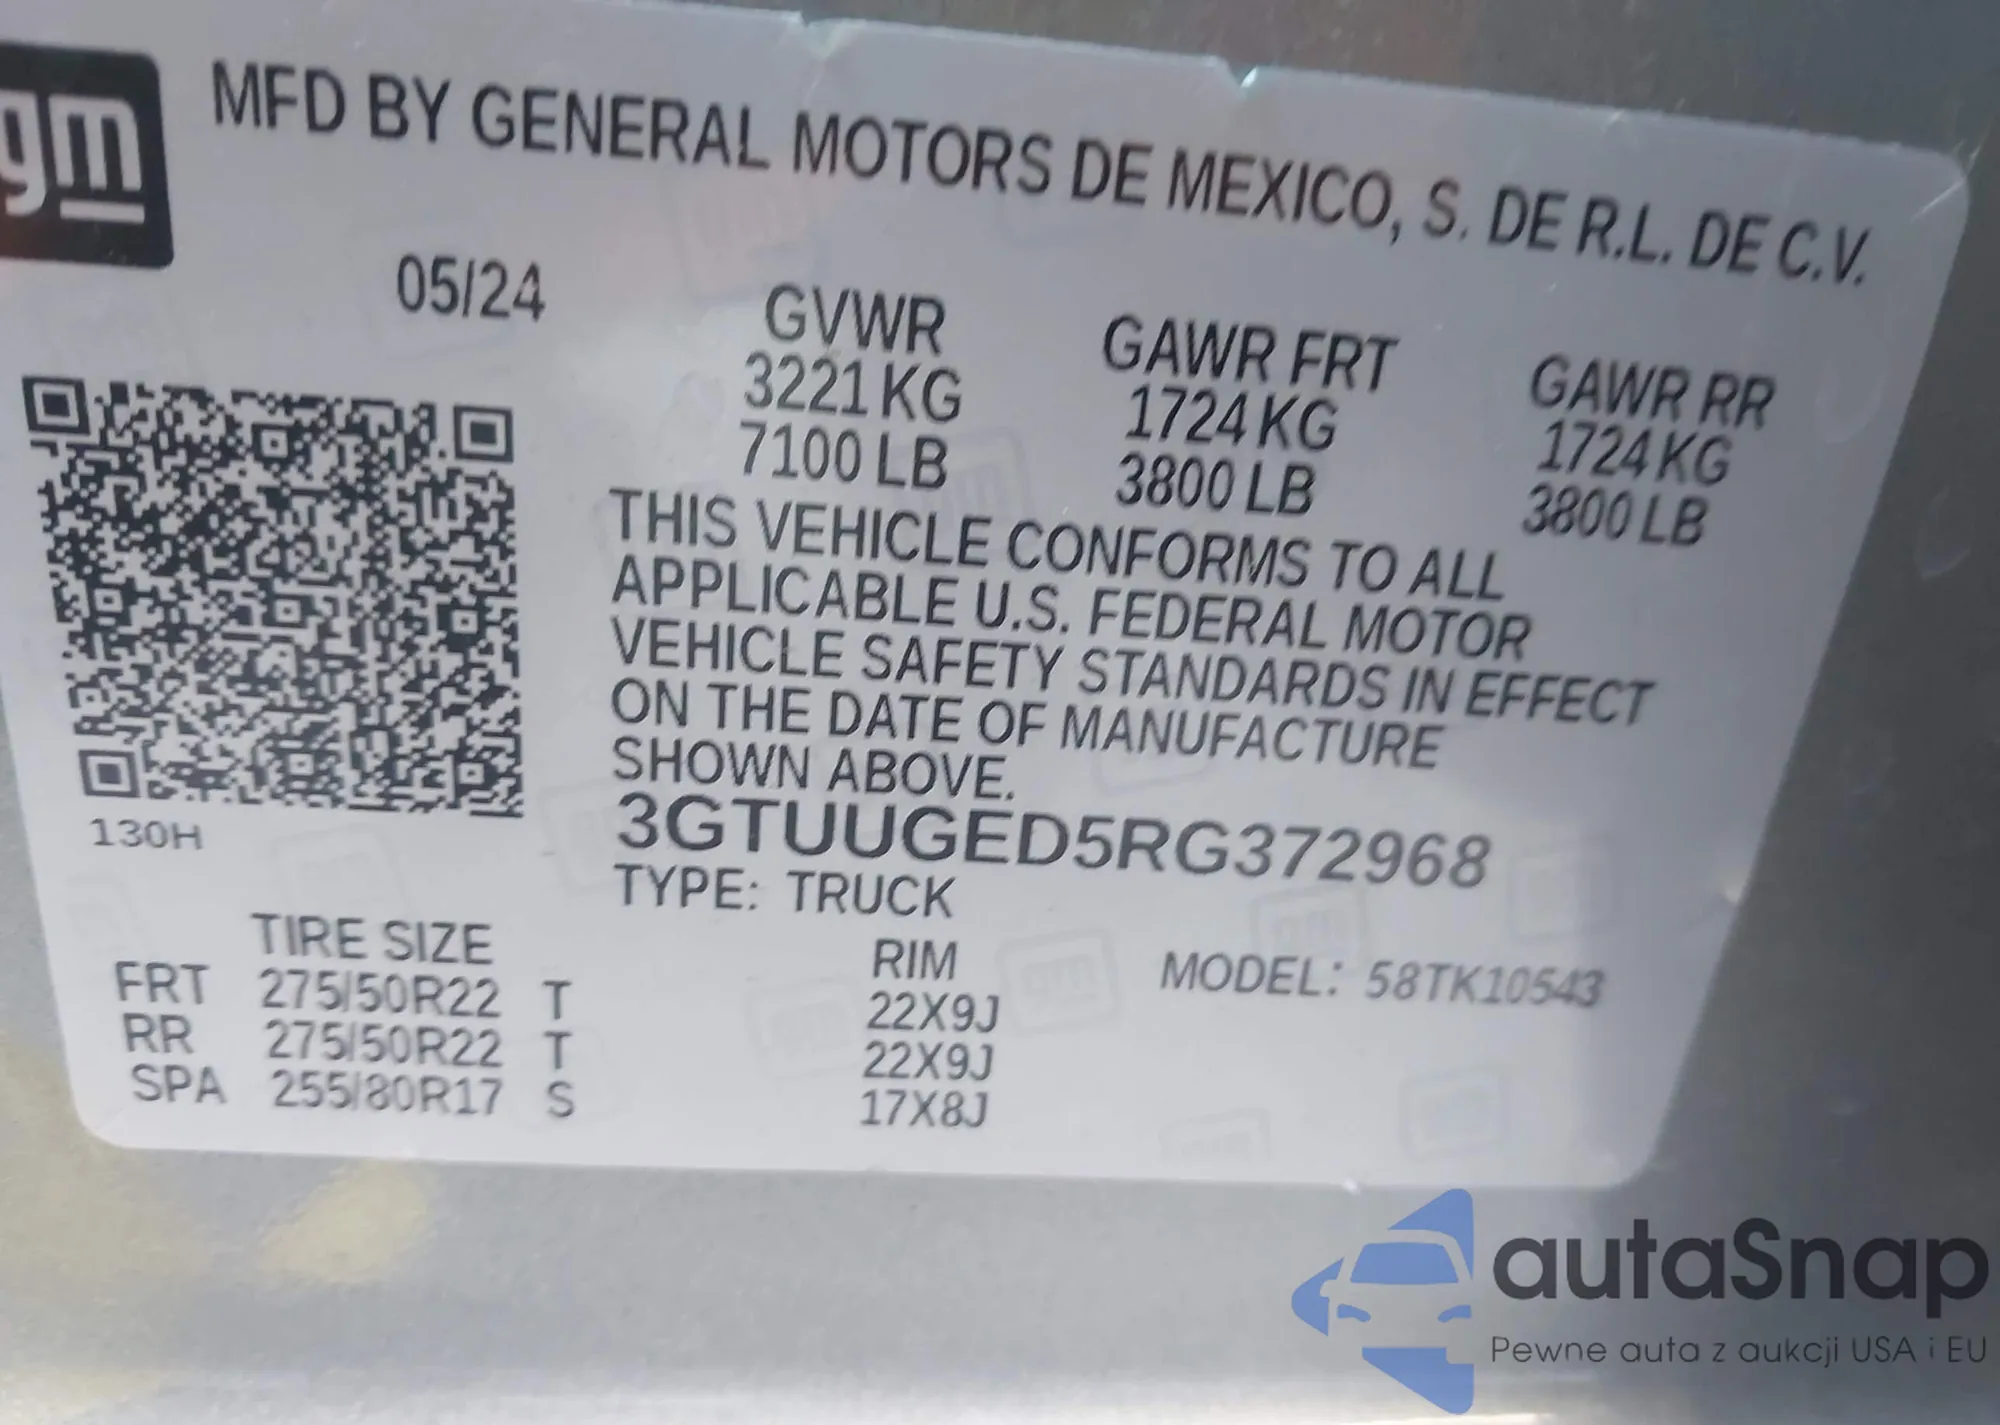 gm
MFD BY GENERAL MOTORS DE MEXICO, S. DE R.L. DE C.V.
05/24
GVWR GAWR FRT GAWR RR
3221 KG 1724 KG 1724 KG
7100 LB 3800 LB 3800 LB
THIS VEHICLE CONFORMS TO ALL
APPLICABLE U.S. FEDERAL MOTOR
VEHICLE SAFETY STANDARDS IN EFFECT
ON THE DATE OF MANUFACTURE
SHOWN ABOVE.
3GTUUGED5RG372968
130H
TYPE: TRUCK
TIRE SIZE RIM MODEL: 58TK10543
FRT 275/50R22 T 22X9J
RR 275/50R22 T 22X9J
SPA 255/80R17 S 17X8J
autaSnap
Pewne auta z aukcji USA i EU